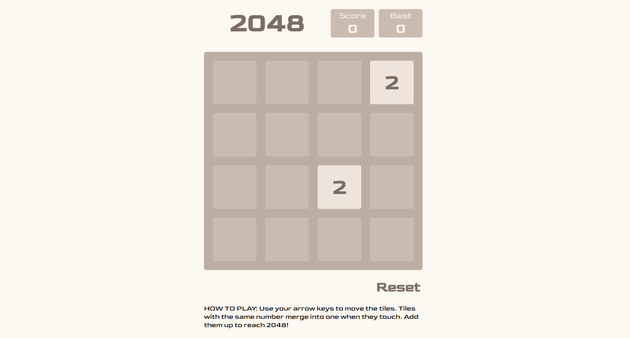 2048
Score
0
Best
0
2
2
Reset
HOW TO PLAY: Use your arrow keys to move the tiles. Tiles
with the same number merge into one when they touch. Add
them up to reach 2048!